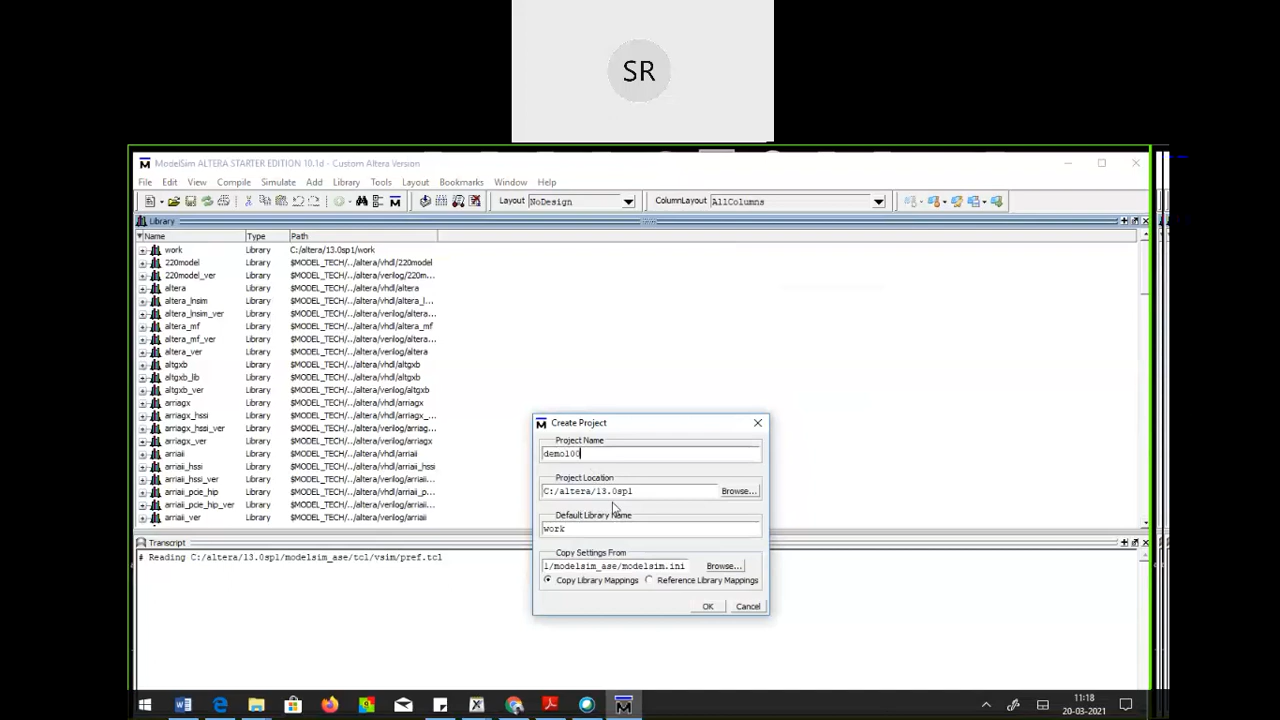 SR
ModelSim ALTERA STARTER EDITION 10.1d - Custom Altera Version
File Edit View Compile Simulate Add Library Tools Layout Bookmarks Window Help
Layout NoDesign ColumnLayout AllColumns
Library
Name Type Path
work Library C:/altera/13.0sp1/work
220model Library $MODEL_TECH/../altera/vhdl/220model
220model_ver Library $MODEL_TECH/../altera/verilog/220m...
altera Library $MODEL_TECH/../altera/vhdl/altera
altera_lnsim Library $MODEL_TECH/../altera/vhdl/altera_l...
altera_lnsim_ver Library $MODEL_TECH/../altera/verilog/altera...
altera_mf Library $MODEL_TECH/../altera/vhdl/altera_mf
altera_mf_ver Library $MODEL_TECH/../altera/verilog/altera...
altera_ver Library $MODEL_TECH/../altera/verilog/altera
altgxb Library $MODEL_TECH/../altera/vhdl/altgxb
altgxb_lib Library $MODEL_TECH/../altera/vhdl/altgxb
altgxb_ver Library $MODEL_TECH/../altera/verilog/altgxb
arriagx Library $MODEL_TECH/../altera/vhdl/arriagx
arriagx_hssi Library $MODEL_TECH/../altera/vhdl/arriagx_...
arriagx_hssi_ver Library $MODEL_TECH/../altera/verilog/arriag...
arriagx_ver Library $MODEL_TECH/../altera/verilog/arriagx
arriaii Library $MODEL_TECH/../altera/vhdl/arriaii
arriaii_hssi Library $MODEL_TECH/../altera/vhdl/arriaii_hssi
arriaii_hssi_ver Library $MODEL_TECH/../altera/verilog/arriaii...
arriaii_pcie_hip Library $MODEL_TECH/../altera/vhdl/arriaii_p...
arriaii_pcie_hip_ver Library $MODEL_TECH/../altera/verilog/arriaii...
arriaii_ver Library $MODEL_TECH/../altera/verilog/arriaii
Create Project
Project Name
demo100
Project Location
C:/altera/13.0sp1 Browse...
Default Library Name
work
Copy Settings From
l/modelsim_ase/modelsim.ini Browse...
Copy Library Mappings Reference Library Mappings
OK Cancel
Transcript
# Reading C:/altera/13.0sp1/modelsim_ase/tcl/vsim/pref.tcl
11:18
20-03-2021